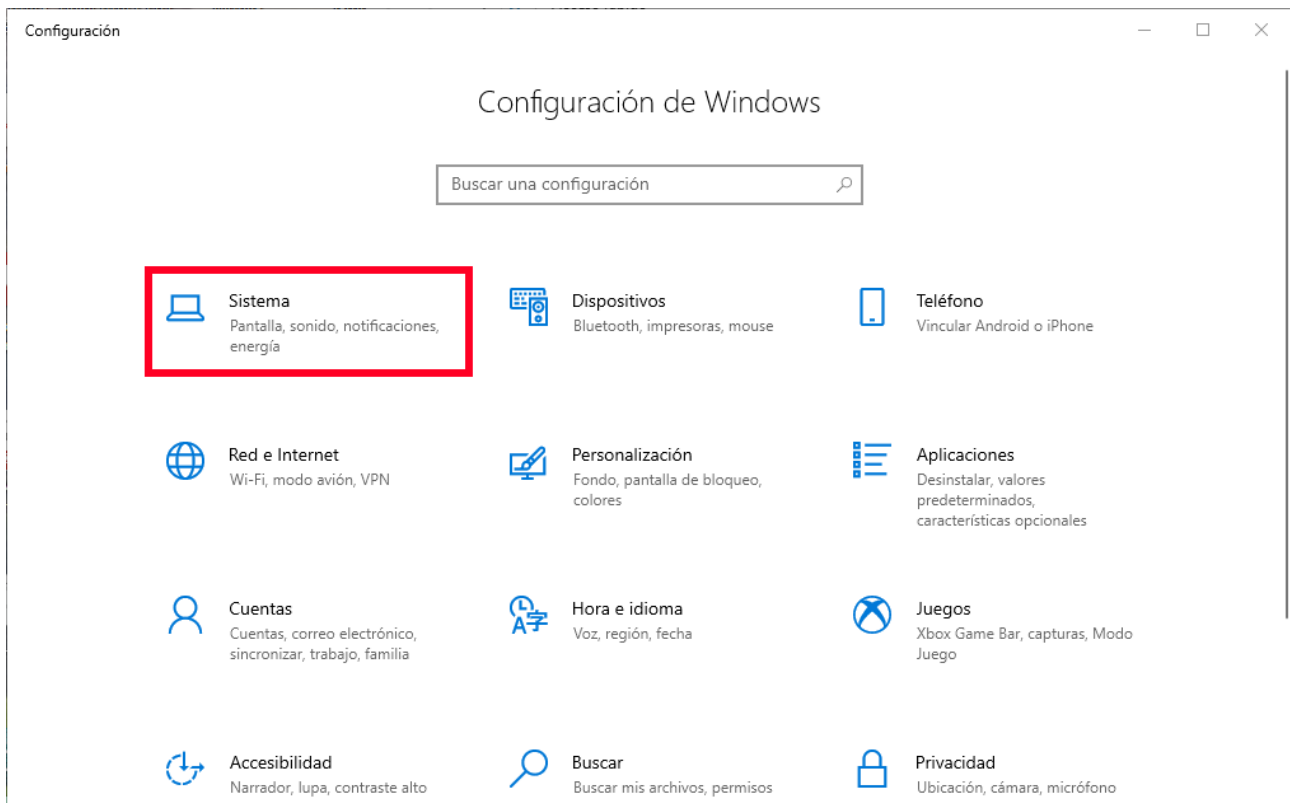 Configuración
Configuración de Windows
Buscar una configuración
Sistema
Pantalla, sonido, notificaciones,
energía
Dispositivos
Bluetooth, impresoras, mouse
Teléfono
Vincular Android o iPhone
Red e Internet
Wi-Fi, modo avión, VPN
Personalización
Fondo, pantalla de bloqueo,
colores
Aplicaciones
Desinstalar, valores
predeterminados,
características opcionales
Cuentas
Cuentas, correo electrónico,
sincronizar, trabajo, familia
Hora e idioma
Voz, región, fecha
Juegos
Xbox Game Bar, capturas, Modo
Juego
Accesibilidad
Narrador, lupa, contraste alto
Buscar
Buscar mis archivos, permisos
Privacidad
Ubicación, cámara, micrófono